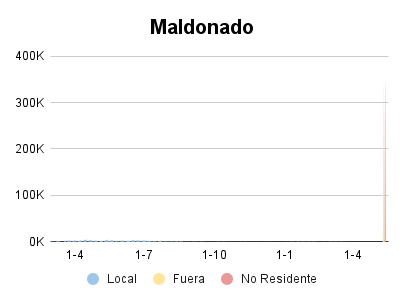 Maldonado
400K
300K
200K
100K
0K
1-4 1-7 1-10 1-1 1-4
Local Fuera No Residente